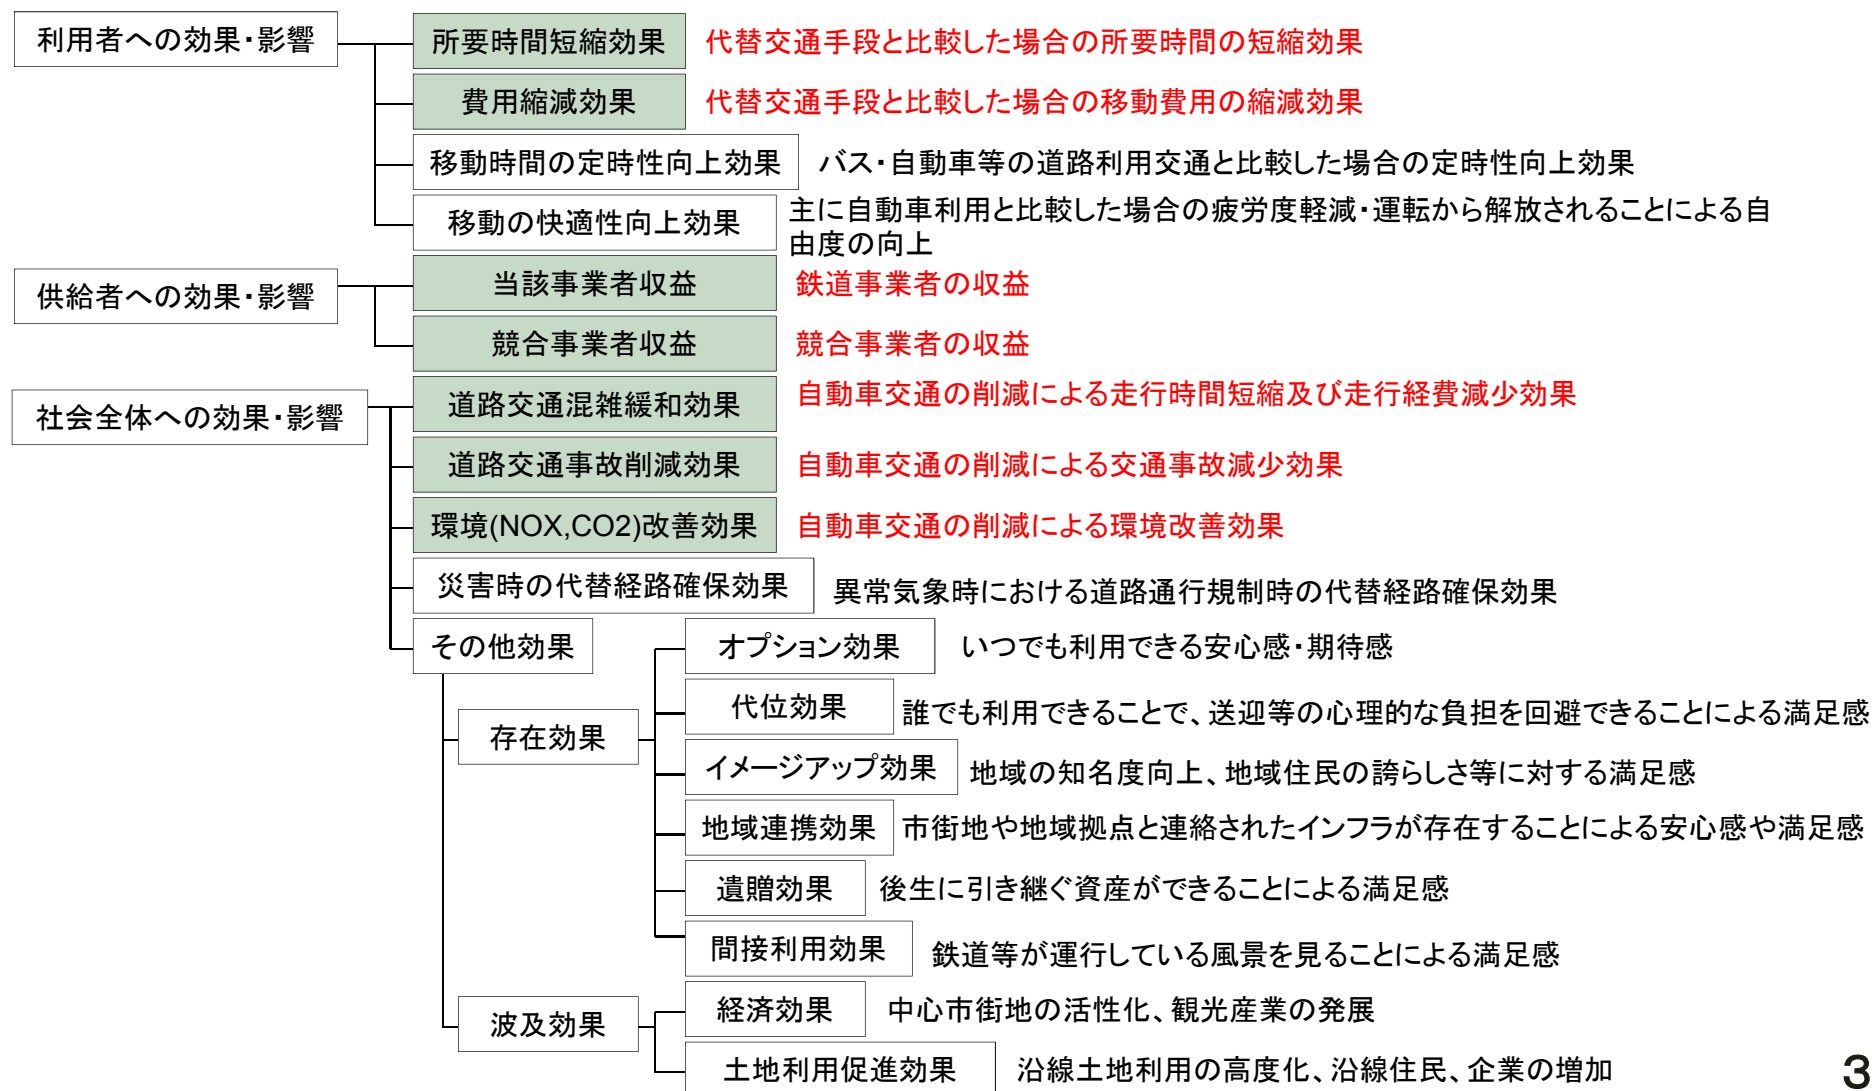 利用者への効果・影響
所要時間短縮効果
代替交通手段と比較した場合の所要時間の短縮効果
費用縮減効果
代替交通手段と比較した場合の移動費用の縮減効果
移動時間の定時性向上効果
バス・自動車等の道路利用交通と比較した場合の定時性向上効果
移動の快適性向上効果
主に自動車利用と比較した場合の疲労度軽減・運転から解放されることによる自
由度の向上
供給者への効果・影響
当該事業者収益
鉄道事業者の収益
競合事業者収益
競合事業者の収益
社会全体への効果・影響
道路交通混雑緩和効果
自動車交通の削減による走行時間短縮及び走行経費減少効果
道路交通事故削減効果
自動車交通の削減による交通事故減少効果
環境(NOX,CO2)改善効果
自動車交通の削減による環境改善効果
災害時の代替経路確保効果
異常気象時における道路通行規制時の代替経路確保効果
その他効果
存在効果
オプション効果
いつでも利用できる安心感・期待感
代位効果
誰でも利用できることで、送迎等の心理的な負担を回避できることによる満足感
イメージアップ効果
地域の知名度向上、地域住民の誇らしさ等に対する満足感
地域連携効果
市街地や地域拠点と連絡されたインフラが存在することによる安心感や満足感
遺贈効果
後生に引き継ぐ資産ができることによる満足感
間接利用効果
鉄道等が運行している風景を見ることによる満足感
波及効果
経済効果
中心市街地の活性化、観光産業の発展
土地利用促進効果
沿線土地利用の高度化、沿線住民、企業の増加
3